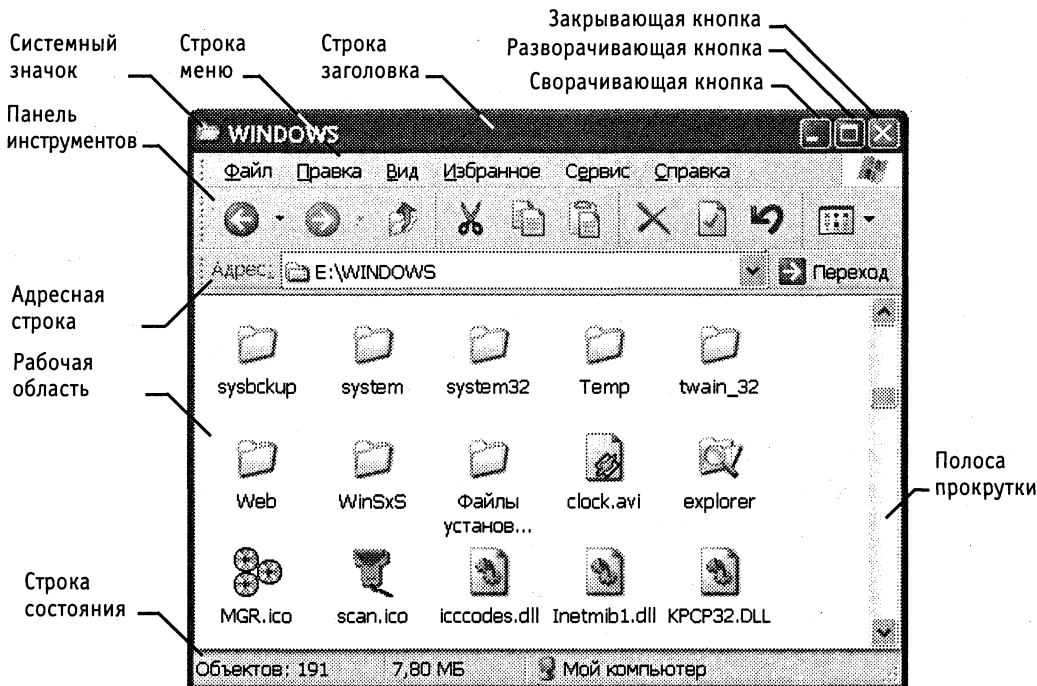 Закрывающая кнопка
Разворачивающая кнопка
Сворачивающая кнопка
Системный
значок
Строка
меню
Строка
заголовка
Панель
инструментов
WINDOWS
Файл Правка Вид Избранное Сервис Справка
Адрес: E:\WINDOWS Переход
Адресная
строка
Рабочая
область
sysbckup system system32 Temp twain_32
Web WinSxS Файлы
установ... clock.avi explorer
Полоса
прокрутки
MGR.ico scan.ico icccodes.dll Inetmib1.dll KPCP32.DLL
Строка
состояния
Объектов: 191 7,80 МБ Мой компьютер